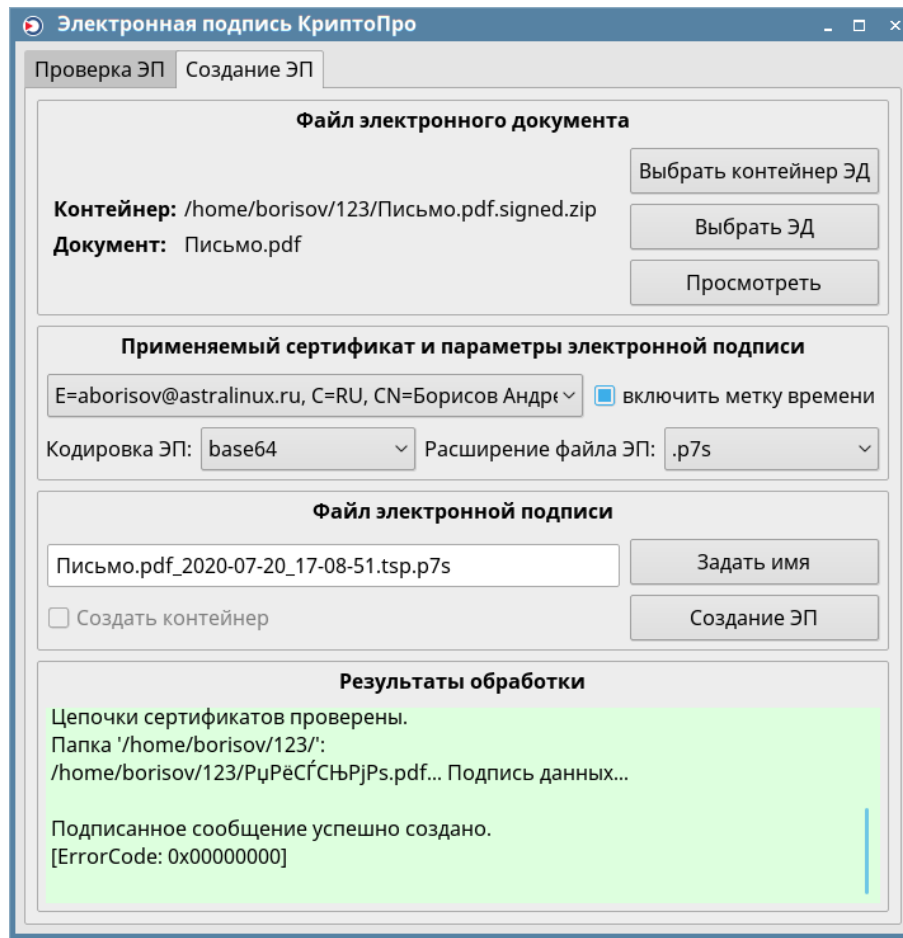 Электронная подпись КриптоПро
Проверка ЭП
Создание ЭП
Файл электронного документа
Выбрать контейнер ЭД
Контейнер: /home/borisov/123/Письмо.pdf.signed.zip
Выбрать ЭД
Документ: Письмо.pdf
Просмотреть
Применяемый сертификат и параметры электронной подписи
E=aborisov@astralinux.ru, C=RU, CN=Борисов Андре
включить метку времени
Кодировка ЭП: base64
Расширение файла ЭП: .p7s
Файл электронной подписи
Письмо.pdf_2020-07-20_17-08-51.tsp.p7s
Задать имя
Создать контейнер
Создание ЭП
Результаты обработки
Цепочки сертификатов проверены.
Папка '/home/borisov/123/':
/home/borisov/123/РџРёСЃСЊРјРѕ.pdf... Подпись данных...
Подписанное сообщение успешно создано.
[ErrorCode: 0x00000000]